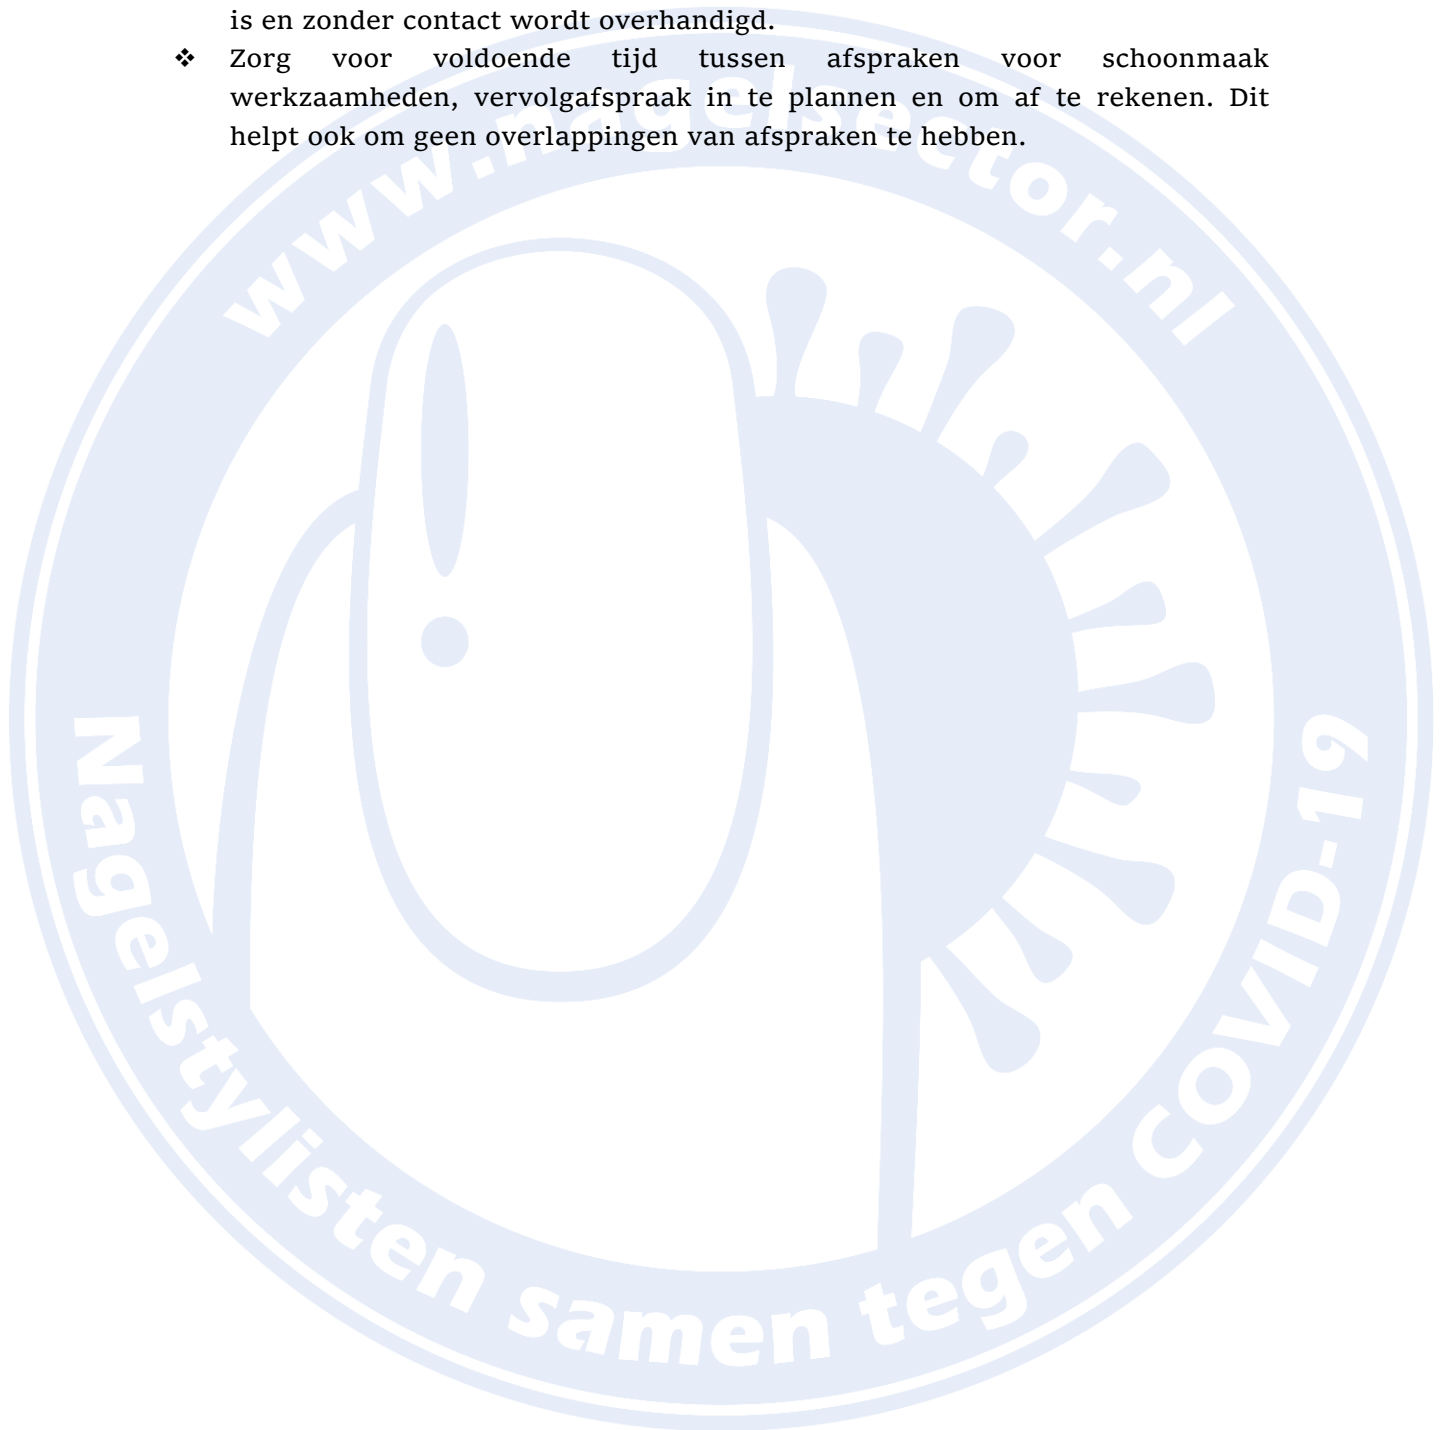 is en zonder contact wordt overhandigd.
❖ Zorg voor voldoende tijd tussen afspraken voor schoonmaak
werkzaamheden, vervolgafspraak in te plannen en om af te rekenen. Dit
helpt ook om geen overlappingen van afspraken te hebben.
www.nagelsector.nl
Nagelstylisten samen tegen COVID-19